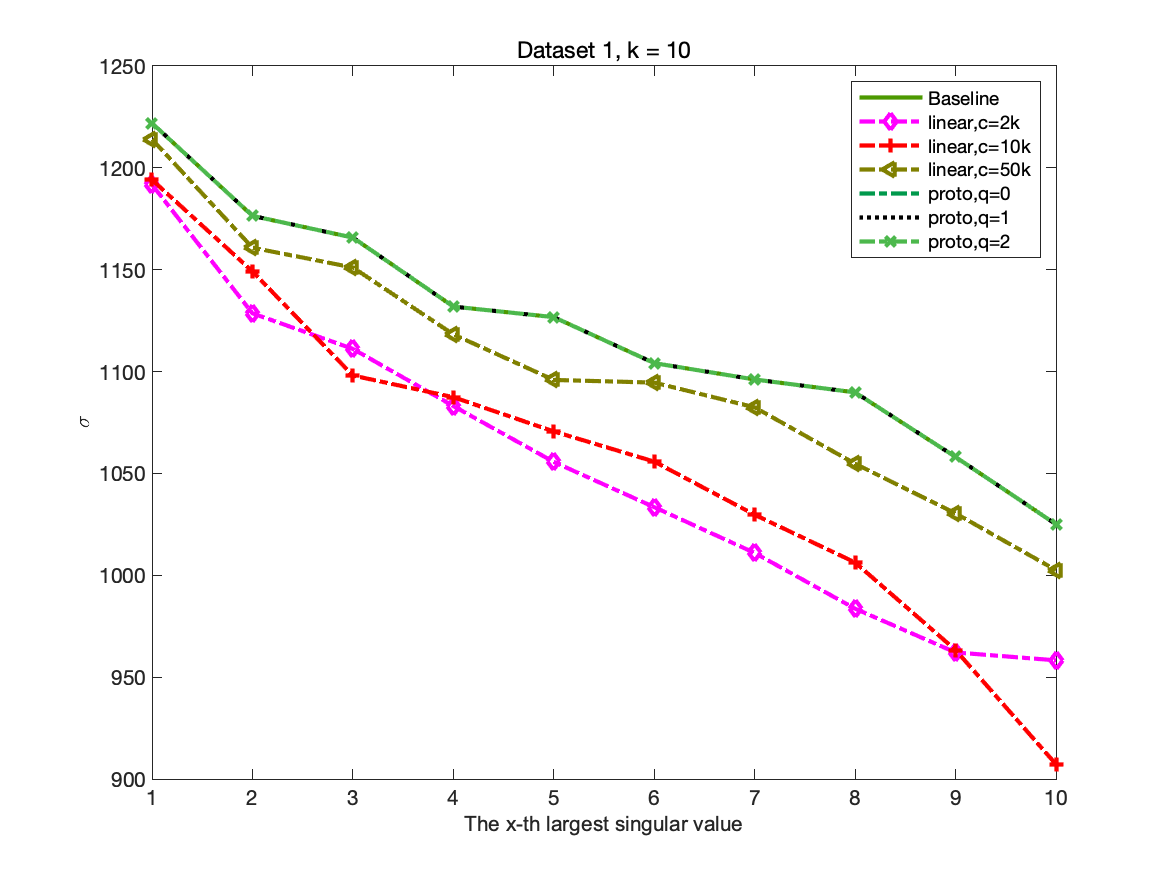 Dataset 1, k = 10
1250
1200
1150
1100
1050
1000
950
900
σ
Baseline
linear,c=2k
linear,c=10k
linear,c=50k
proto,q=0
proto,q=1
proto,q=2
1 2 3 4 5 6 7 8 9 10
The x-th largest singular value